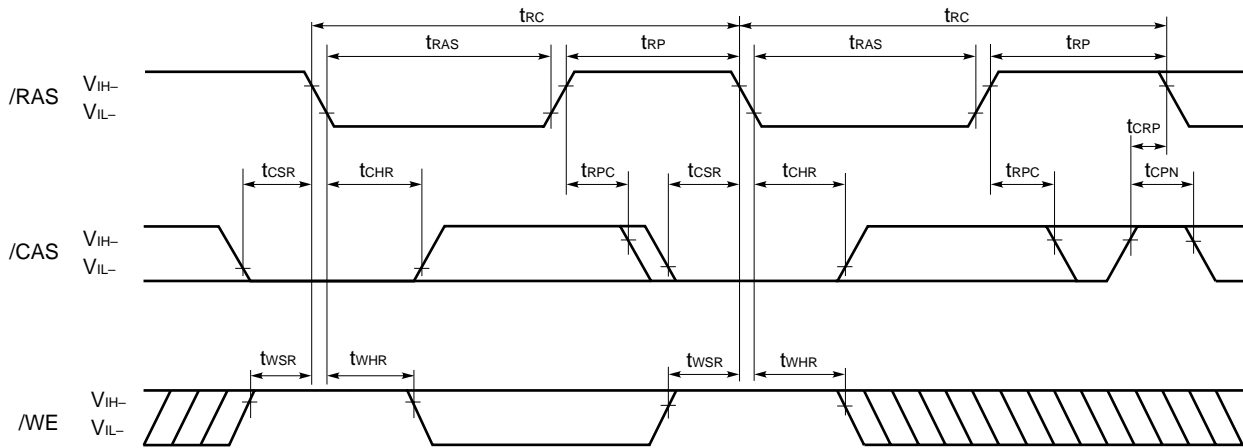 tRC tRC
tRAS tRP tRAS tRP
/RAS VIH–
VIL–
tCRP
tCSR tCHR tRPC tCSR tCHR tRPC tCPN
/CAS VIH–
VIL–
tWSR tWHR tWSR tWHR
/WE VIH–
VIL–